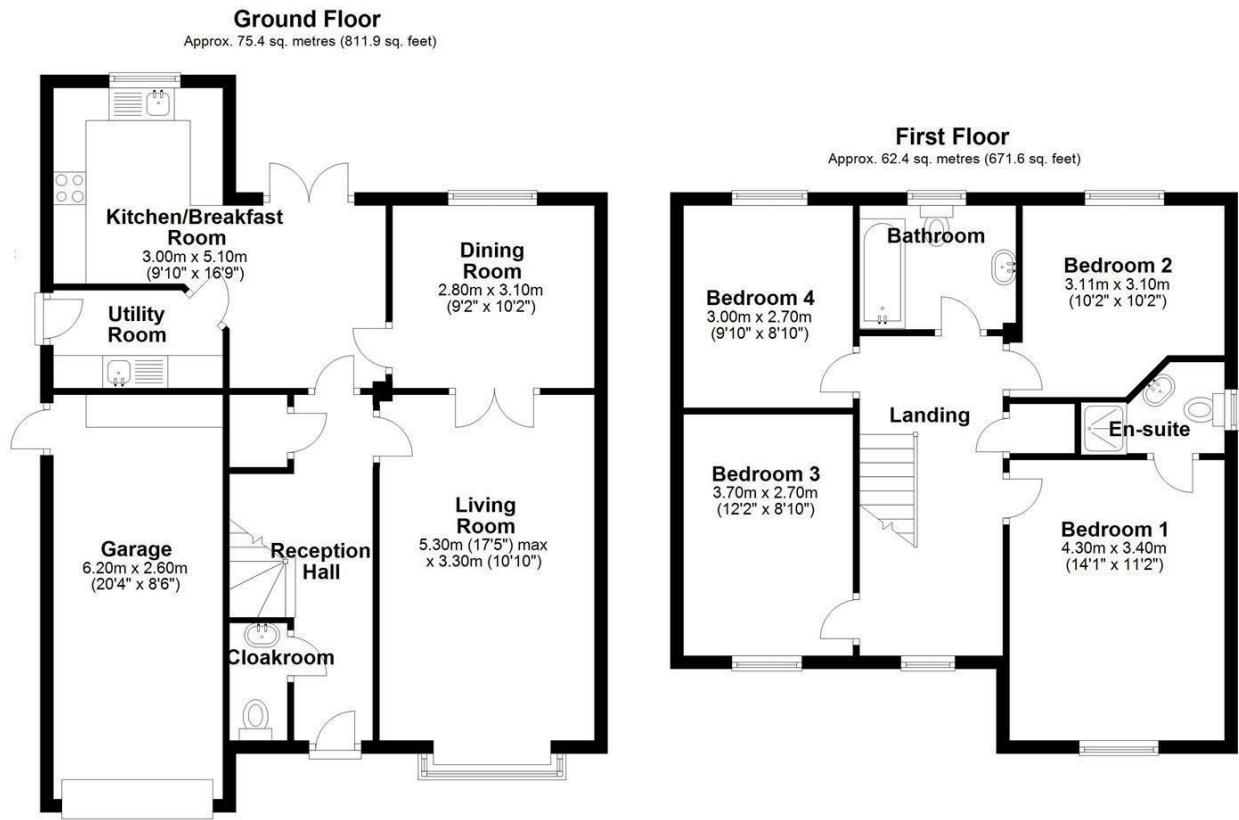 Ground Floor
Approx. 75.4 sq. metres (811.9 sq. feet)
Kitchen/Breakfast
Room
3.00m x 5.10m
(9'10" x 16'9")
Dining
Room
2.80m x 3.10m
(9'2" x 10'2")
Utility
Room
Garage
6.20m x 2.60m
(20'4" x 8'6")
Reception
Hall
Living
Room
5.30m (17'5") max
x 3.30m (10'10")
Cloakroom
First Floor
Approx. 62.4 sq. metres (671.6 sq. feet)
Bathroom
Bedroom 4
3.00m x 2.70m
(9'10" x 8'10")
Bedroom 2
3.11m x 3.10m
(10'2" x 10'2")
Landing
En-suite
Bedroom 3
3.70m x 2.70m
(12'2" x 8'10")
Bedroom 1
4.30m x 3.40m
(14'1" x 11'2")